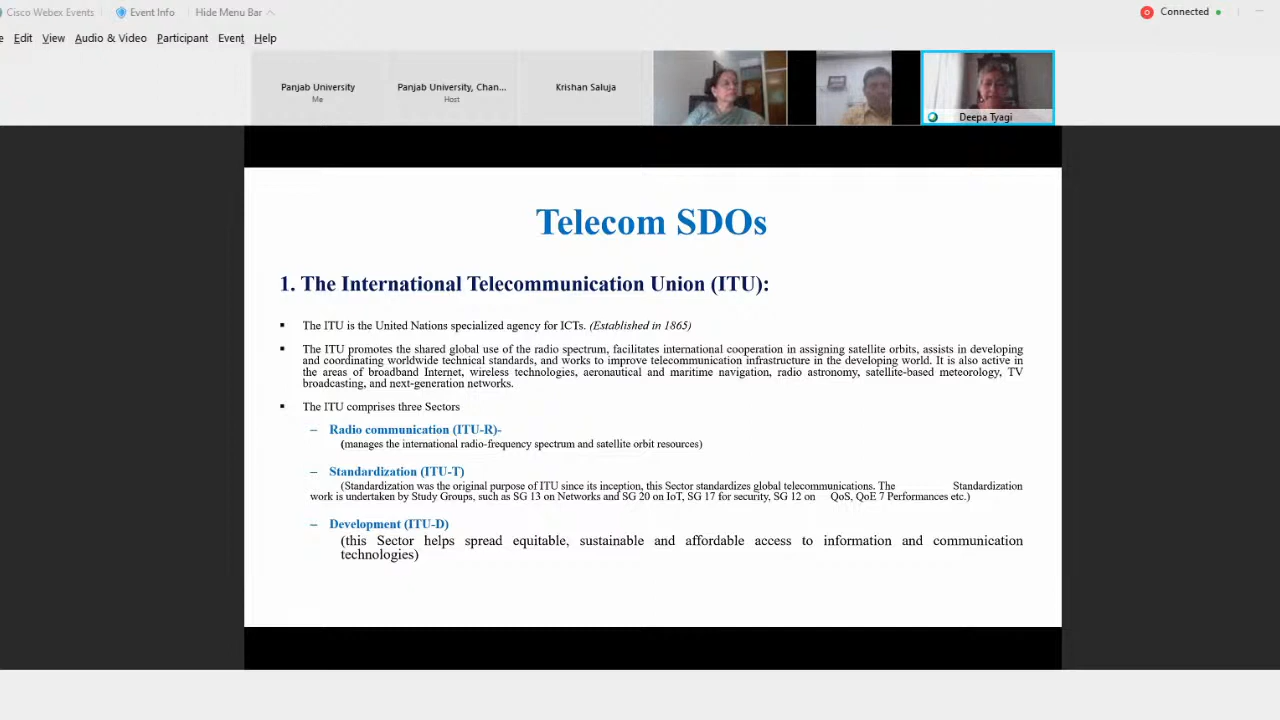 Cisco Webex Events Event Info Hide Menu Bar Connected
e Edit View Audio & Video Participant Event Help
Panjab University
Me
Panjab University, Chan...
Host
Krishan Saluja
Deepa Tyagi
Telecom SDOs
1. The International Telecommunication Union (ITU):
▪ The ITU is the United Nations specialized agency for ICTs. (Established in 1865)
▪ The ITU promotes the shared global use of the radio spectrum, facilitates international cooperation in assigning satellite orbits, assists in developing
and coordinating worldwide technical standards, and works to improve telecommunication infrastructure in the developing world. It is also active in
the areas of broadband Internet, wireless technologies, aeronautical and maritime navigation, radio astronomy, satellite-based meteorology, TV
broadcasting, and next-generation networks.
▪ The ITU comprises three Sectors
– Radio communication (ITU-R)-
(manages the international radio-frequency spectrum and satellite orbit resources)
– Standardization (ITU-T)
(Standardization was the original purpose of ITU since its inception, this Sector standardizes global telecommunications. The Standardization
work is undertaken by Study Groups, such as SG 13 on Networks and SG 20 on IoT, SG 17 for security, SG 12 on QoS, QoE 7 Performances etc.)
– Development (ITU-D)
(this Sector helps spread equitable, sustainable and affordable access to information and communication
technologies)